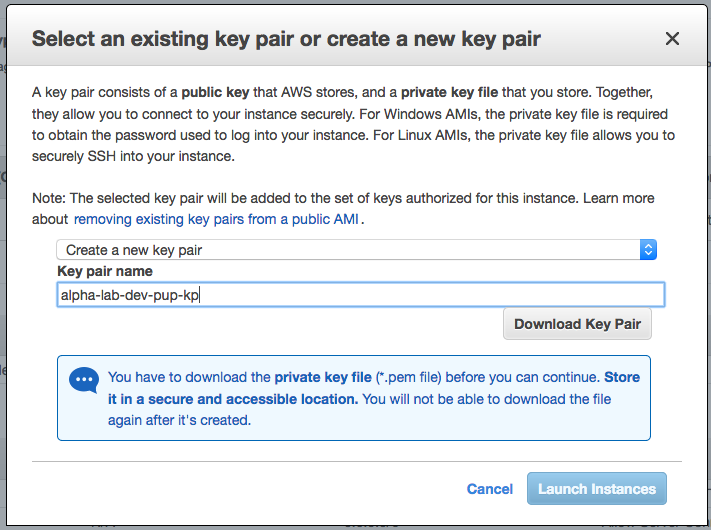 Select an existing key pair or create a new key pair
A key pair consists of a public key that AWS stores, and a private key file that you store. Together,
they allow you to connect to your instance securely. For Windows AMIs, the private key file is required
to obtain the password used to log into your instance. For Linux AMIs, the private key file allows you to
securely SSH into your instance.
Note: The selected key pair will be added to the set of keys authorized for this instance. Learn more
about removing existing key pairs from a public AMI.
Create a new key pair
Key pair name
alpha-lab-dev-pup-kp
Download Key Pair
You have to download the private key file (*.pem file) before you can continue. Store
it in a secure and accessible location. You will not be able to download the file
again after it's created.
Cancel
Launch Instances